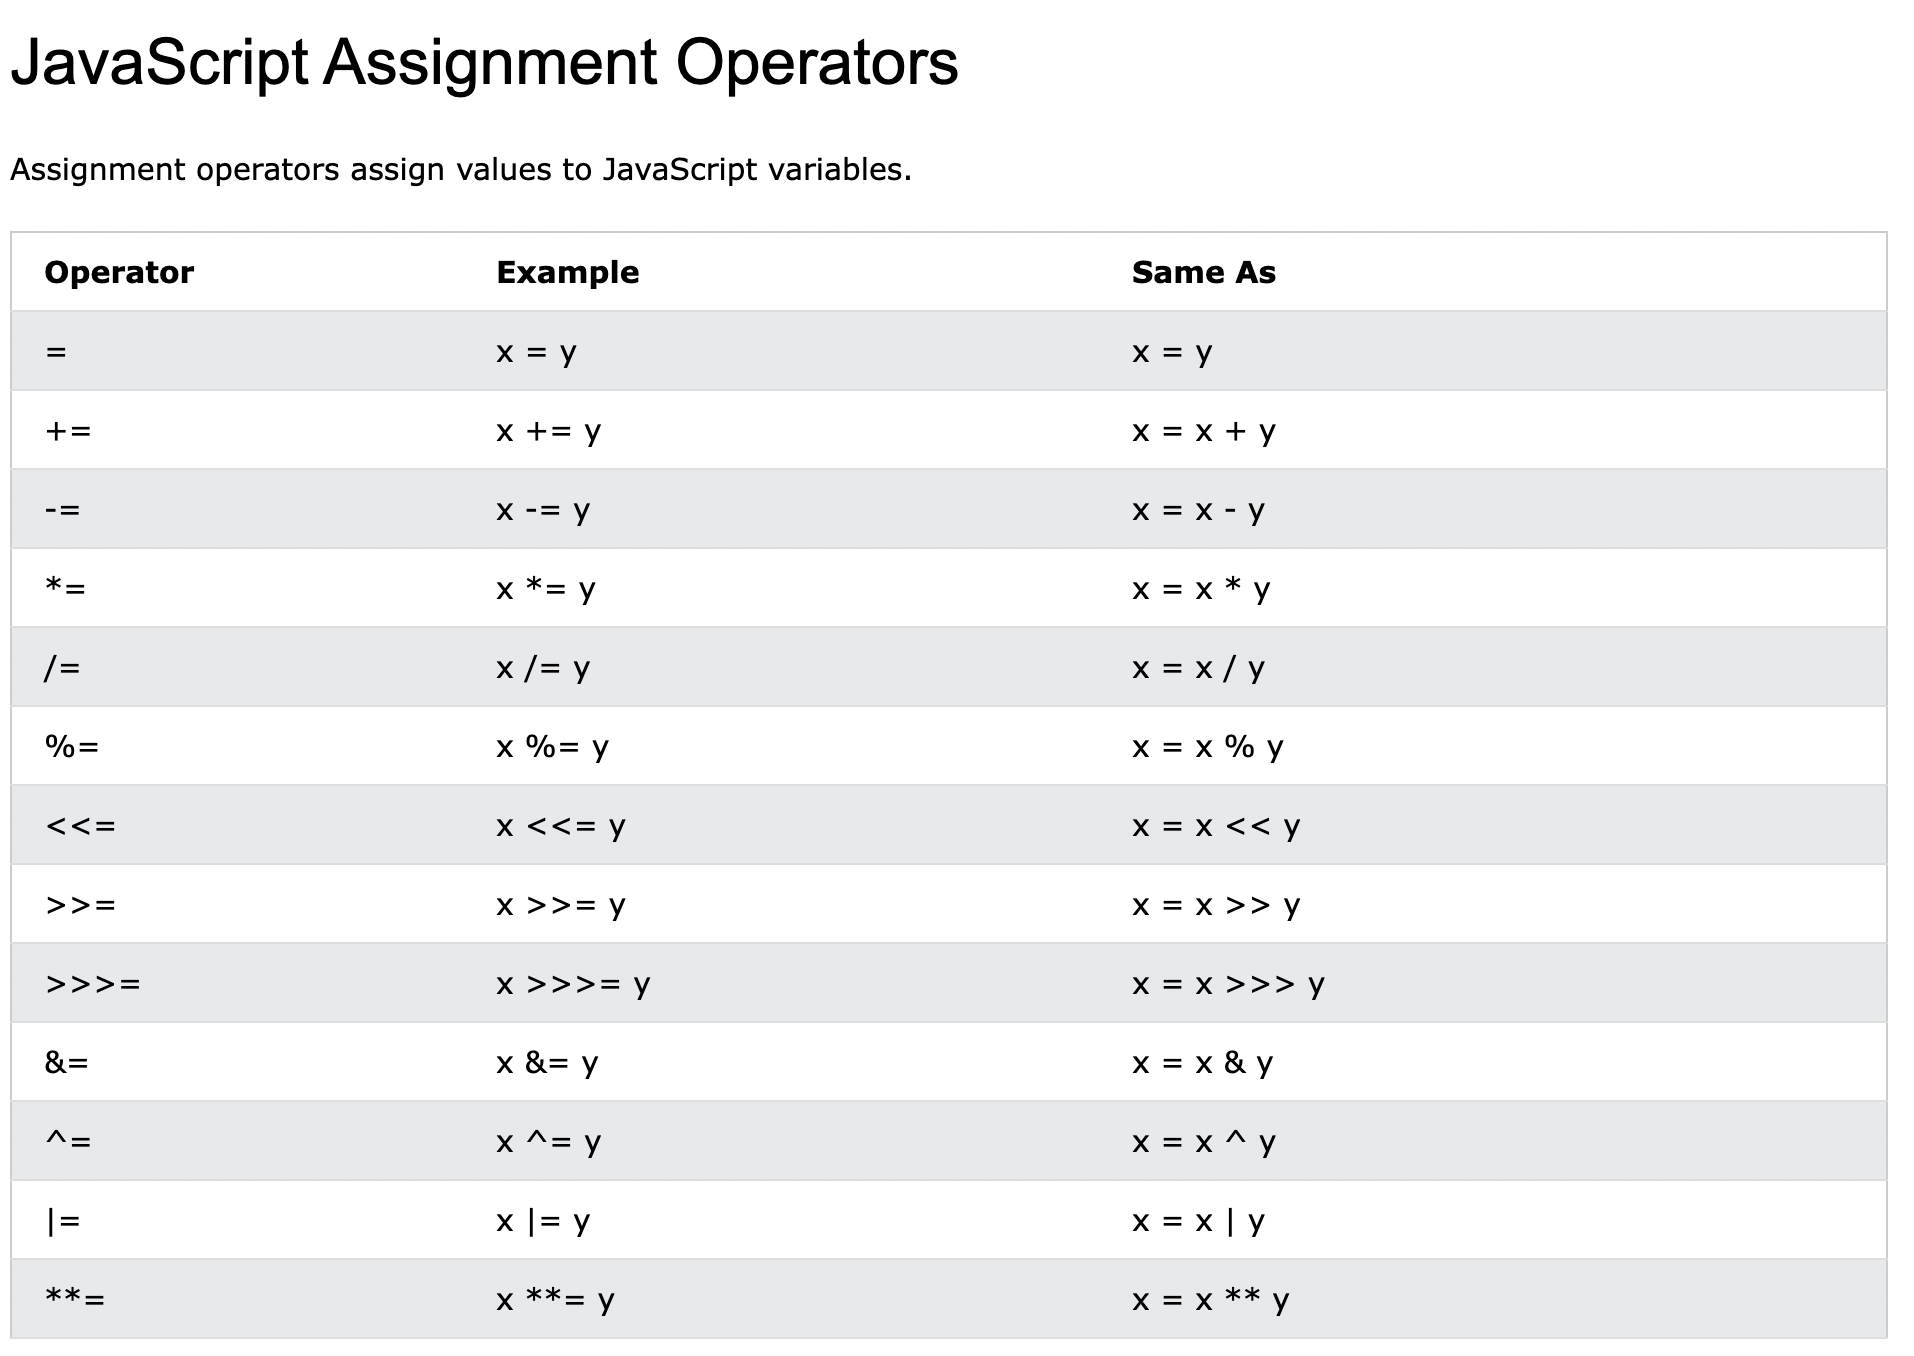 JavaScript Assignment Operators
Assignment operators assign values to JavaScript variables.
Operator Example Same As
= x = y x = y
+= x += y x = x + y
-= x -= y x = x - y
*= x *= y x = x * y
/= x /= y x = x / y
%= x %= y x = x % y
<<= x <<= y x = x << y
>>= x >>= y x = x >> y
>>>= x >>>= y x = x >>> y
&= x &= y x = x & y
^= x ^= y x = x ^ y
|= x |= y x = x | y
**= x **= y x = x ** y